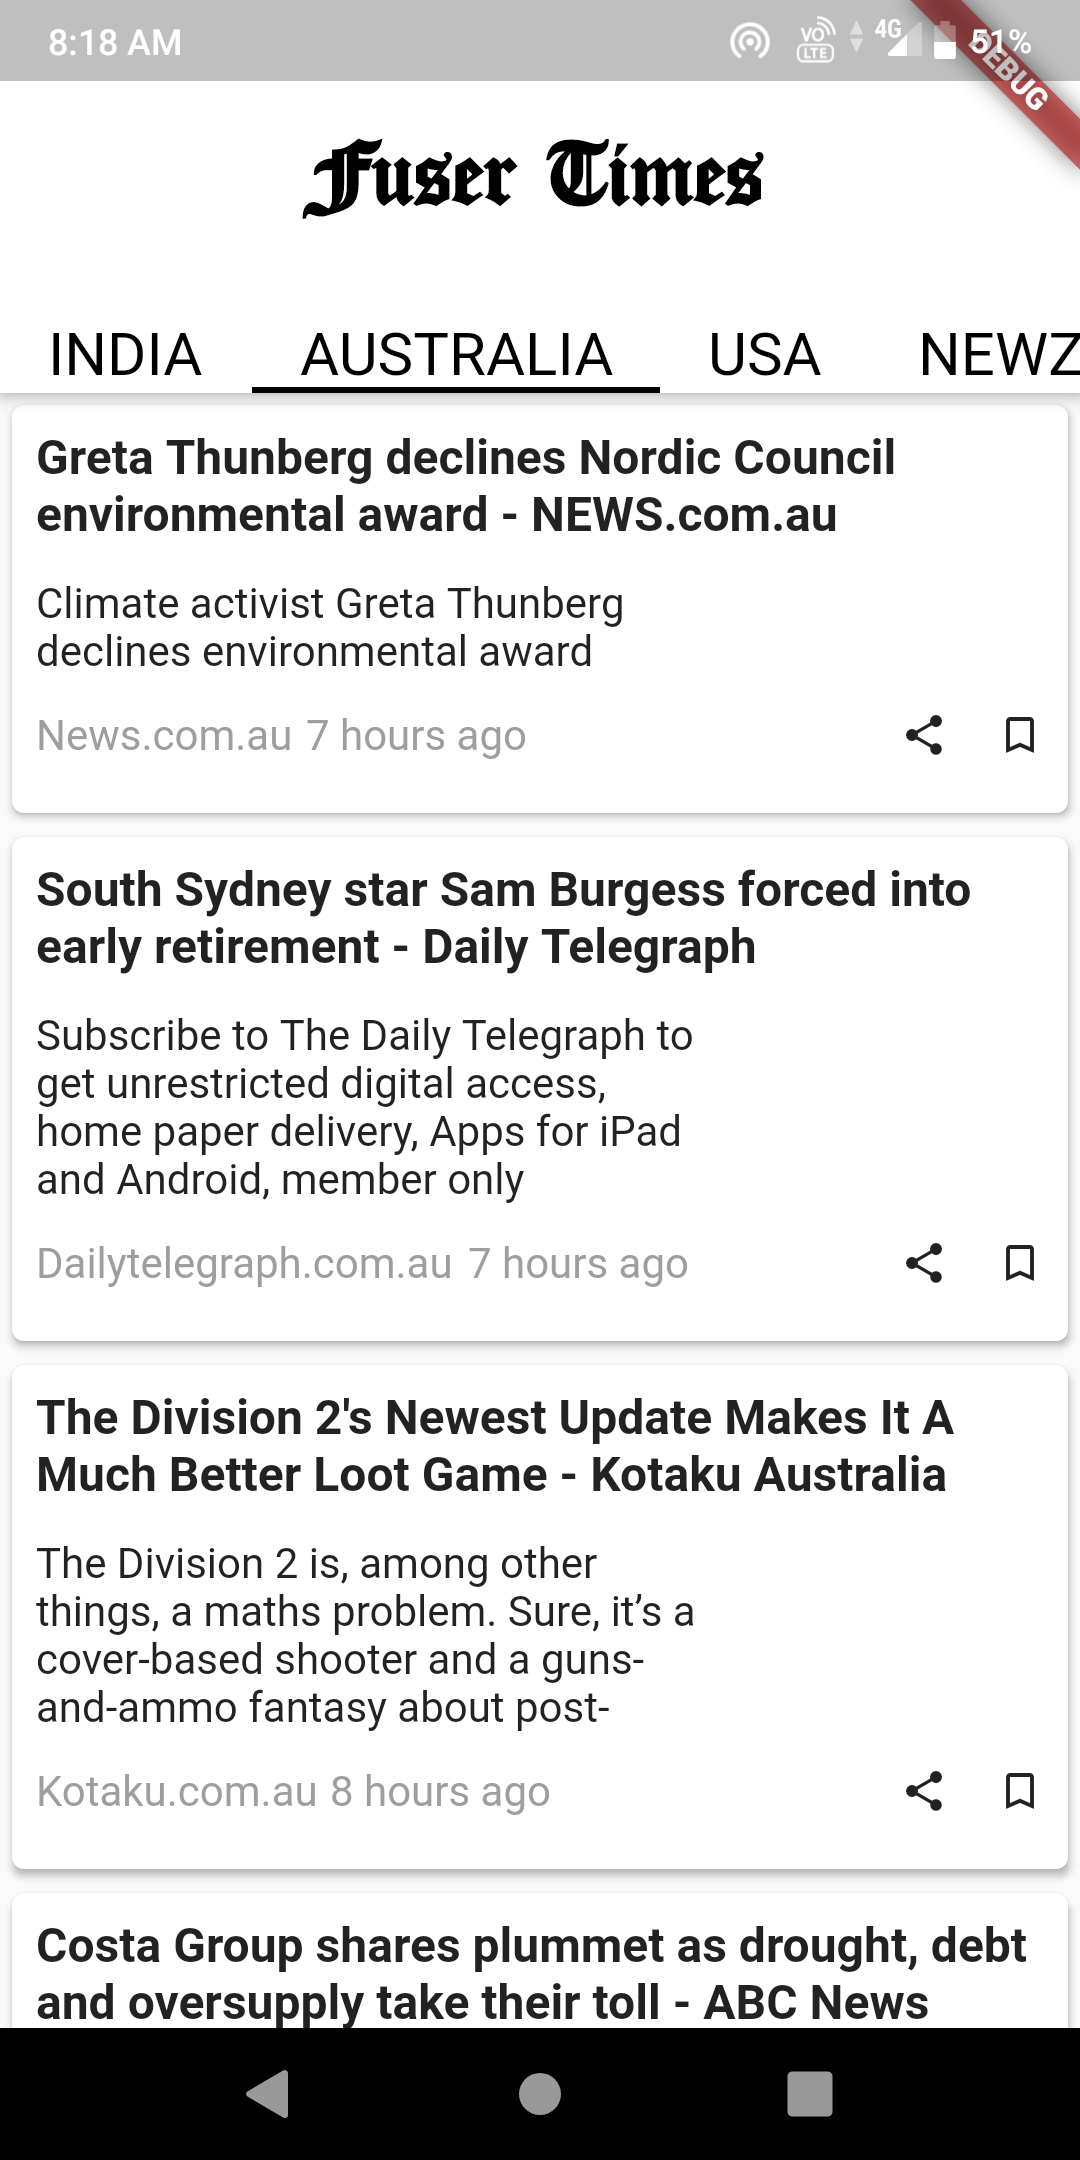 8:18 AM
VO
LTE
4G
51%
DEBUG
Fuser Times
INDIA AUSTRALIA USA NEWZ
Greta Thunberg declines Nordic Council
environmental award - NEWS.com.au
Climate activist Greta Thunberg
declines environmental award
News.com.au 7 hours ago
South Sydney star Sam Burgess forced into
early retirement - Daily Telegraph
Subscribe to The Daily Telegraph to
get unrestricted digital access,
home paper delivery, Apps for iPad
and Android, member only
Dailytelegraph.com.au 7 hours ago
The Division 2's Newest Update Makes It A
Much Better Loot Game - Kotaku Australia
The Division 2 is, among other
things, a maths problem. Sure, it’s a
cover-based shooter and a guns-
and-ammo fantasy about post-
Kotaku.com.au 8 hours ago
Costa Group shares plummet as drought, debt
and oversupply take their toll - ABC News